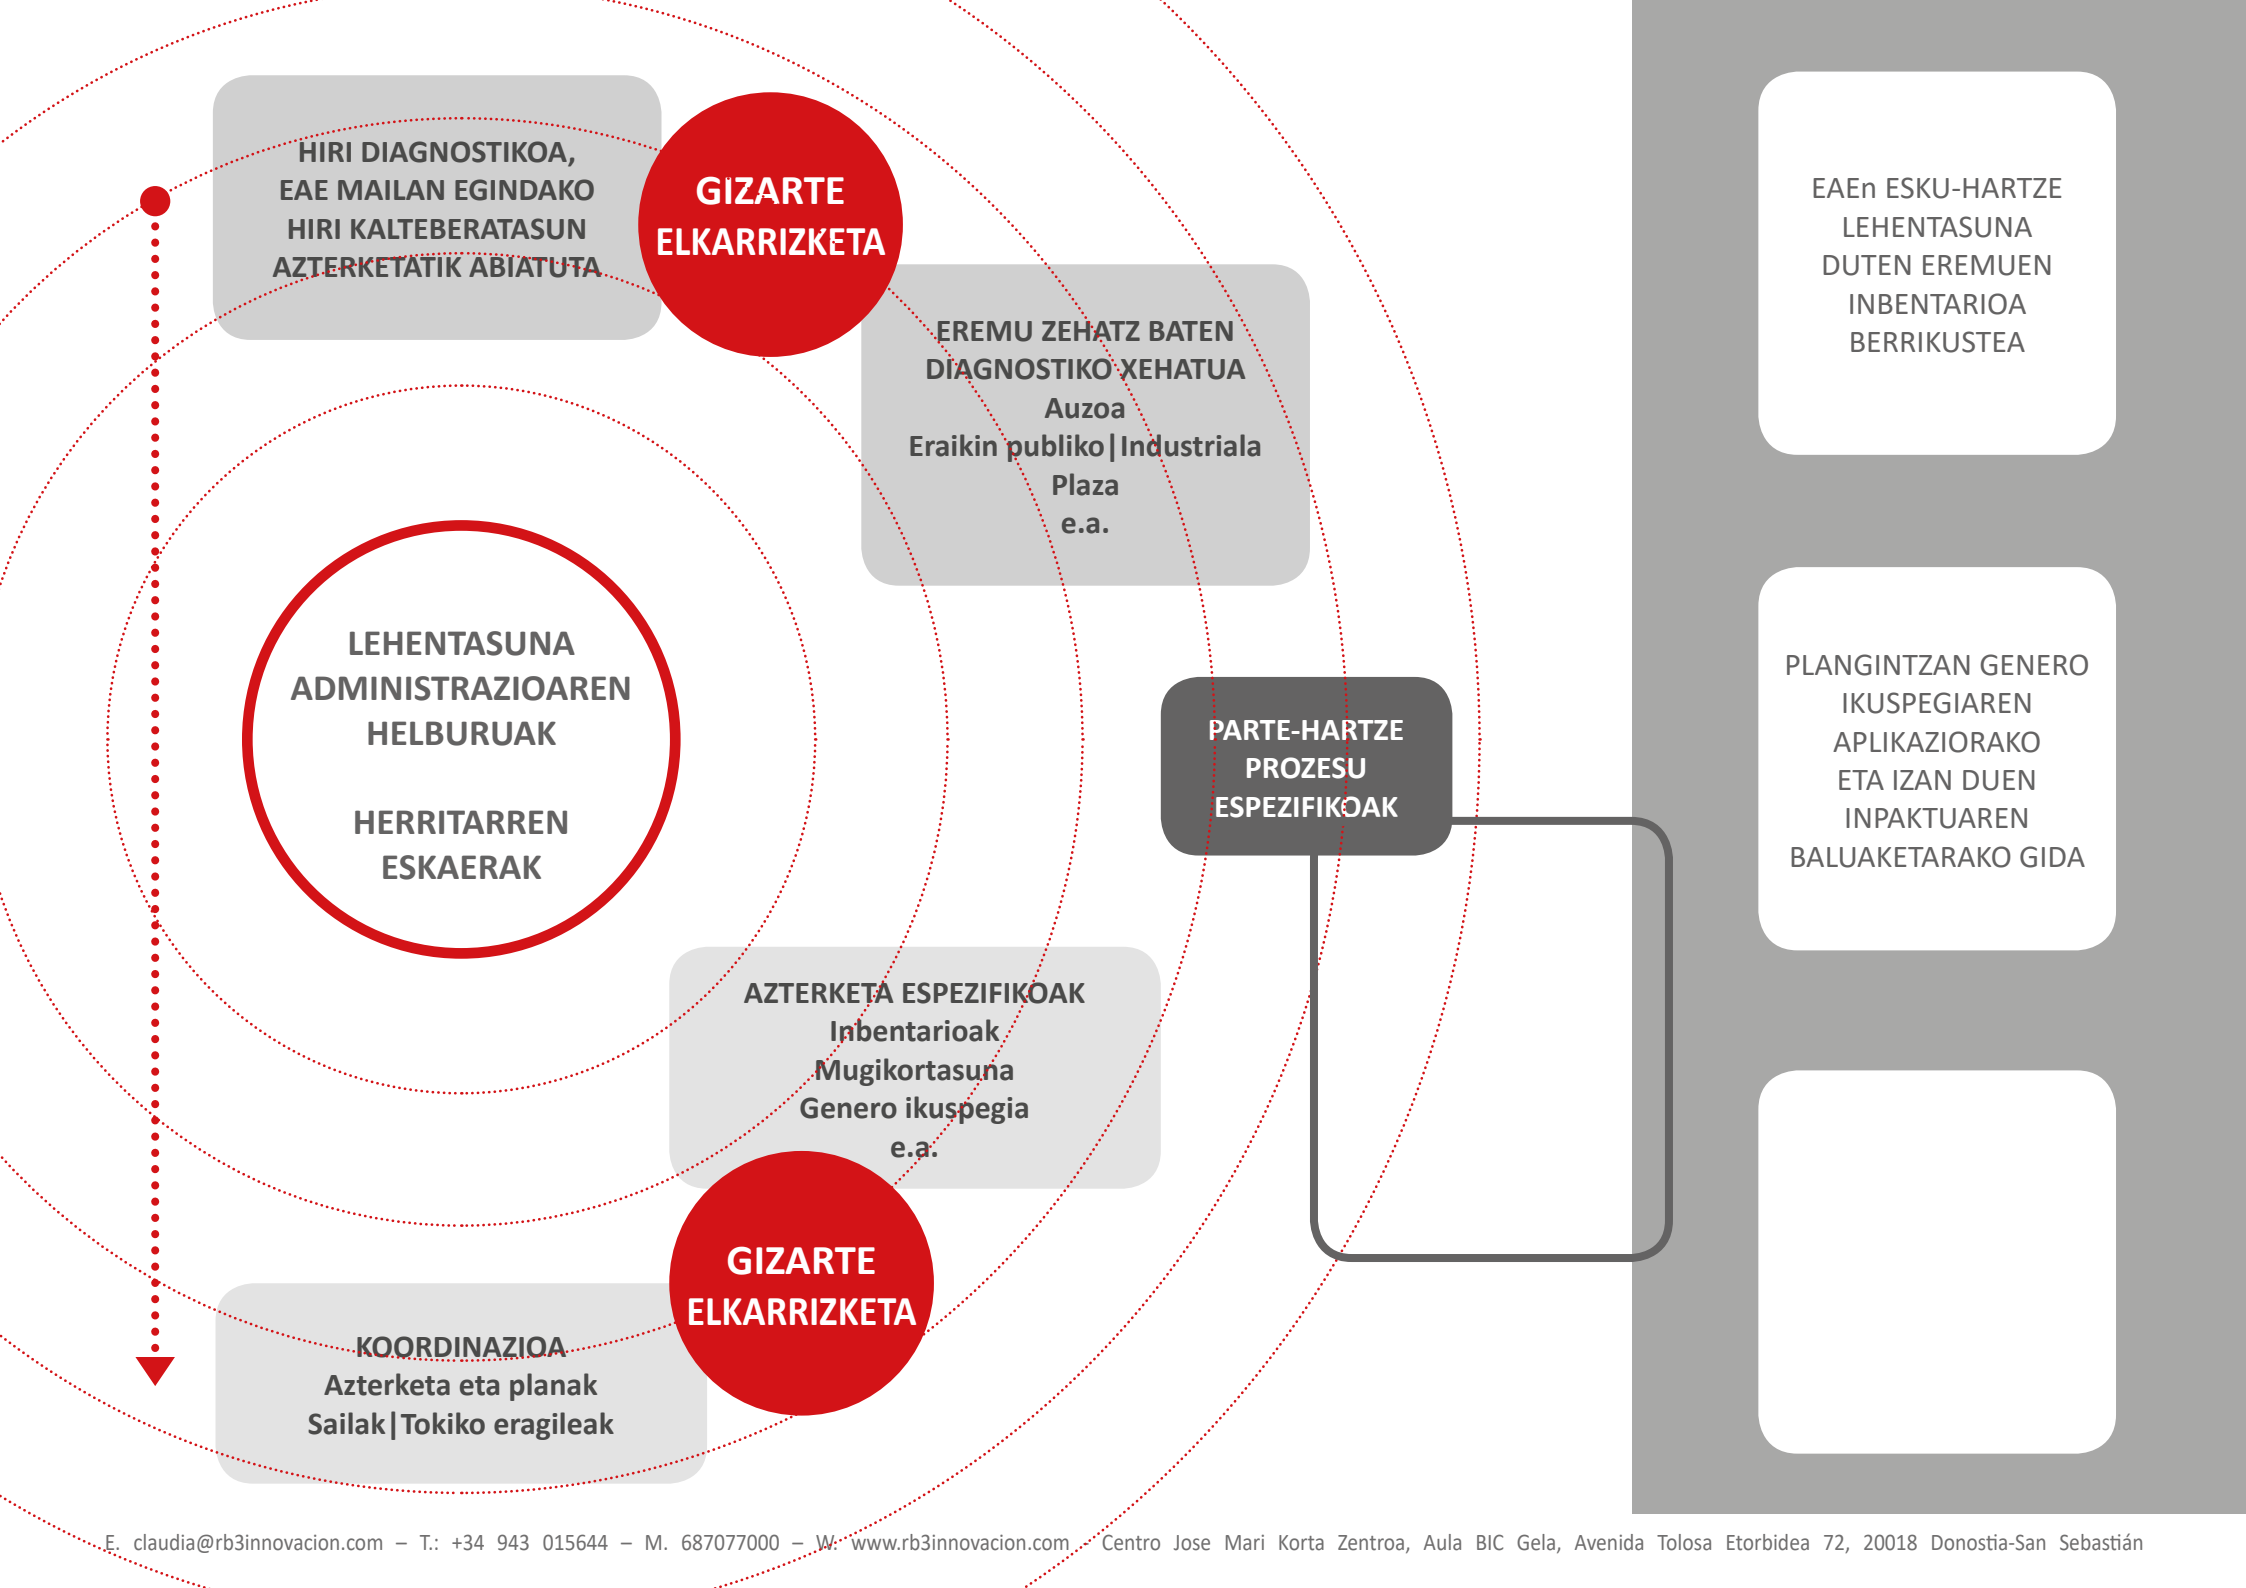 HIRI DIAGNOSTIKOA,
EAE MAILAN EGINDAKO
HIRI KALTEBERATASUN
AZTERKETATIK ABIATUTA
GIZARTE
ELKARRIZKETA
EREMU ZEHATZ BATEN
DIAGNOSTIKO XEHATUA
Auzoa
Eraikin publiko|Industriala
Plaza
e.a.
LEHENTASUNA
ADMINISTRAZIOAREN
HELBURUAK
HERRITARREN
ESKAERAK
PARTE-HARTZE
PROZESU
ESPEZIFIKOAK
AZTERKETA ESPEZIFIKOAK
Inbentarioak
Mugikortasuna
Genero ikuspegia
e.a.
GIZARTE
ELKARRIZKETA
KOORDINAZIOA
Azterketa eta planak
Sailak|Tokiko eragileak
EAEn ESKU-HARTZE
LEHENTASUNA
DUTEN EREMUEN
INBENTARIOA
BERRIKUSTEA
PLANGINTZAN GENERO
IKUSPEGIAREN
APLIKAZIORAKO
ETA IZAN DUEN
INPAKTUAREN
BALUAKETARAKO GIDA
E. claudia@rb3innovacion.com – T.: +34 943 015644 – M. 687077000 – W: www.rb3innovacion.com - Centro Jose Mari Korta Zentroa, Aula BIC Gela, Avenida Tolosa Etorbidea 72, 20018 Donostia-San Sebastián